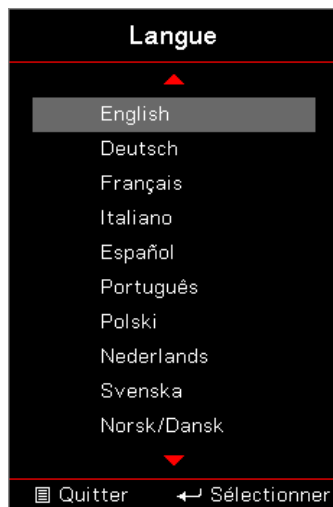 Langue
English
Deutsch
Français
Italiano
Español
Português
Polski
Nederlands
Svenska
Norsk/Dansk
Quitter Sélectionner